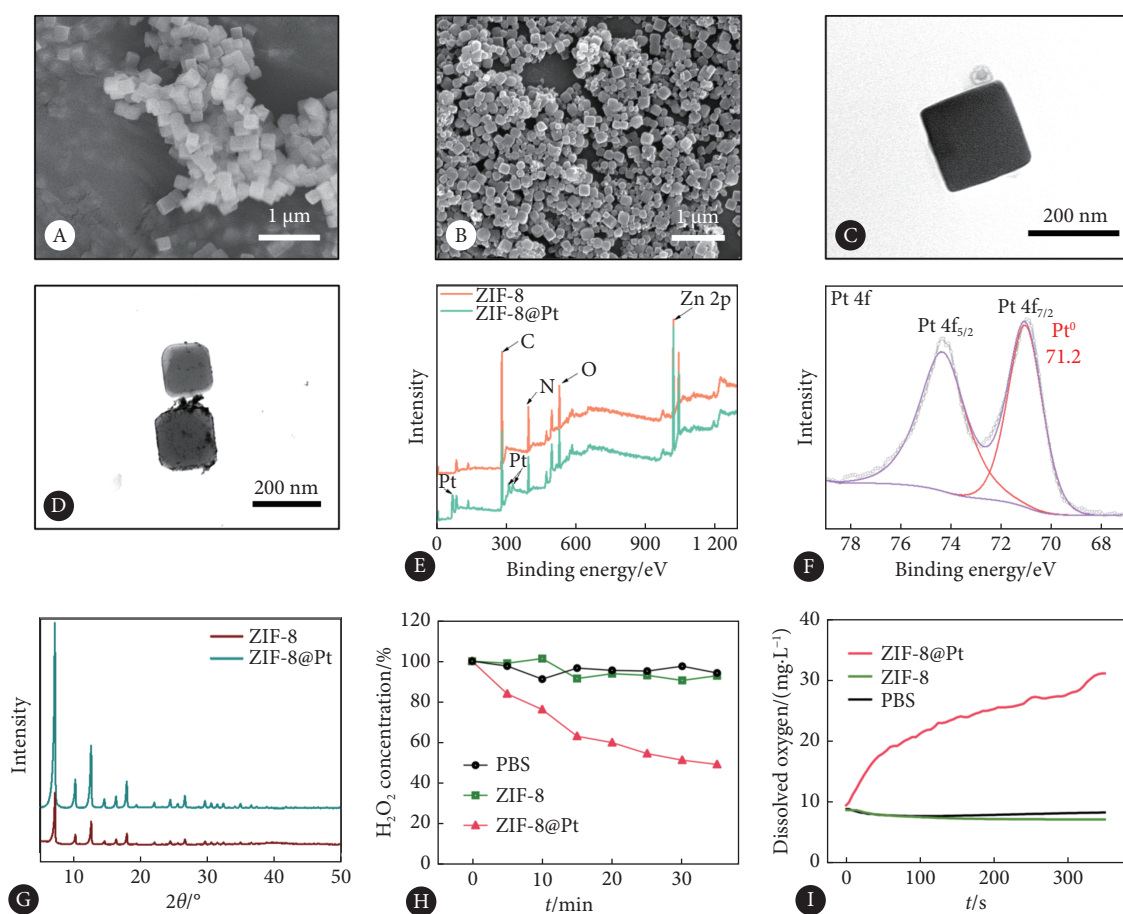 1 μm
A
1 μm
B
200 nm
C
200 nm
D
ZIF-8
ZIF-8@Pt
Zn 2p
C
N
O
Pt
Pt
Intensity
0
300
600
900
1 200
Binding energy/eV
E
Pt 4f
Pt 4f5/2
Pt 4f7/2
Pt⁰
71.2
Intensity
78
76
74
72
70
68
Binding energy/eV
F
ZIF-8
ZIF-8@Pt
Intensity
10
20
30
40
50
2θ/°
G
120
100
80
60
40
20
0
H₂O₂ concentration/%
PBS
ZIF-8
ZIF-8@Pt
0
10
20
30
t/min
H
40
30
20
10
0
Dissolved oxygen/(mg·L⁻¹)
ZIF-8@Pt
ZIF-8
PBS
0
100
200
300
t/s
I